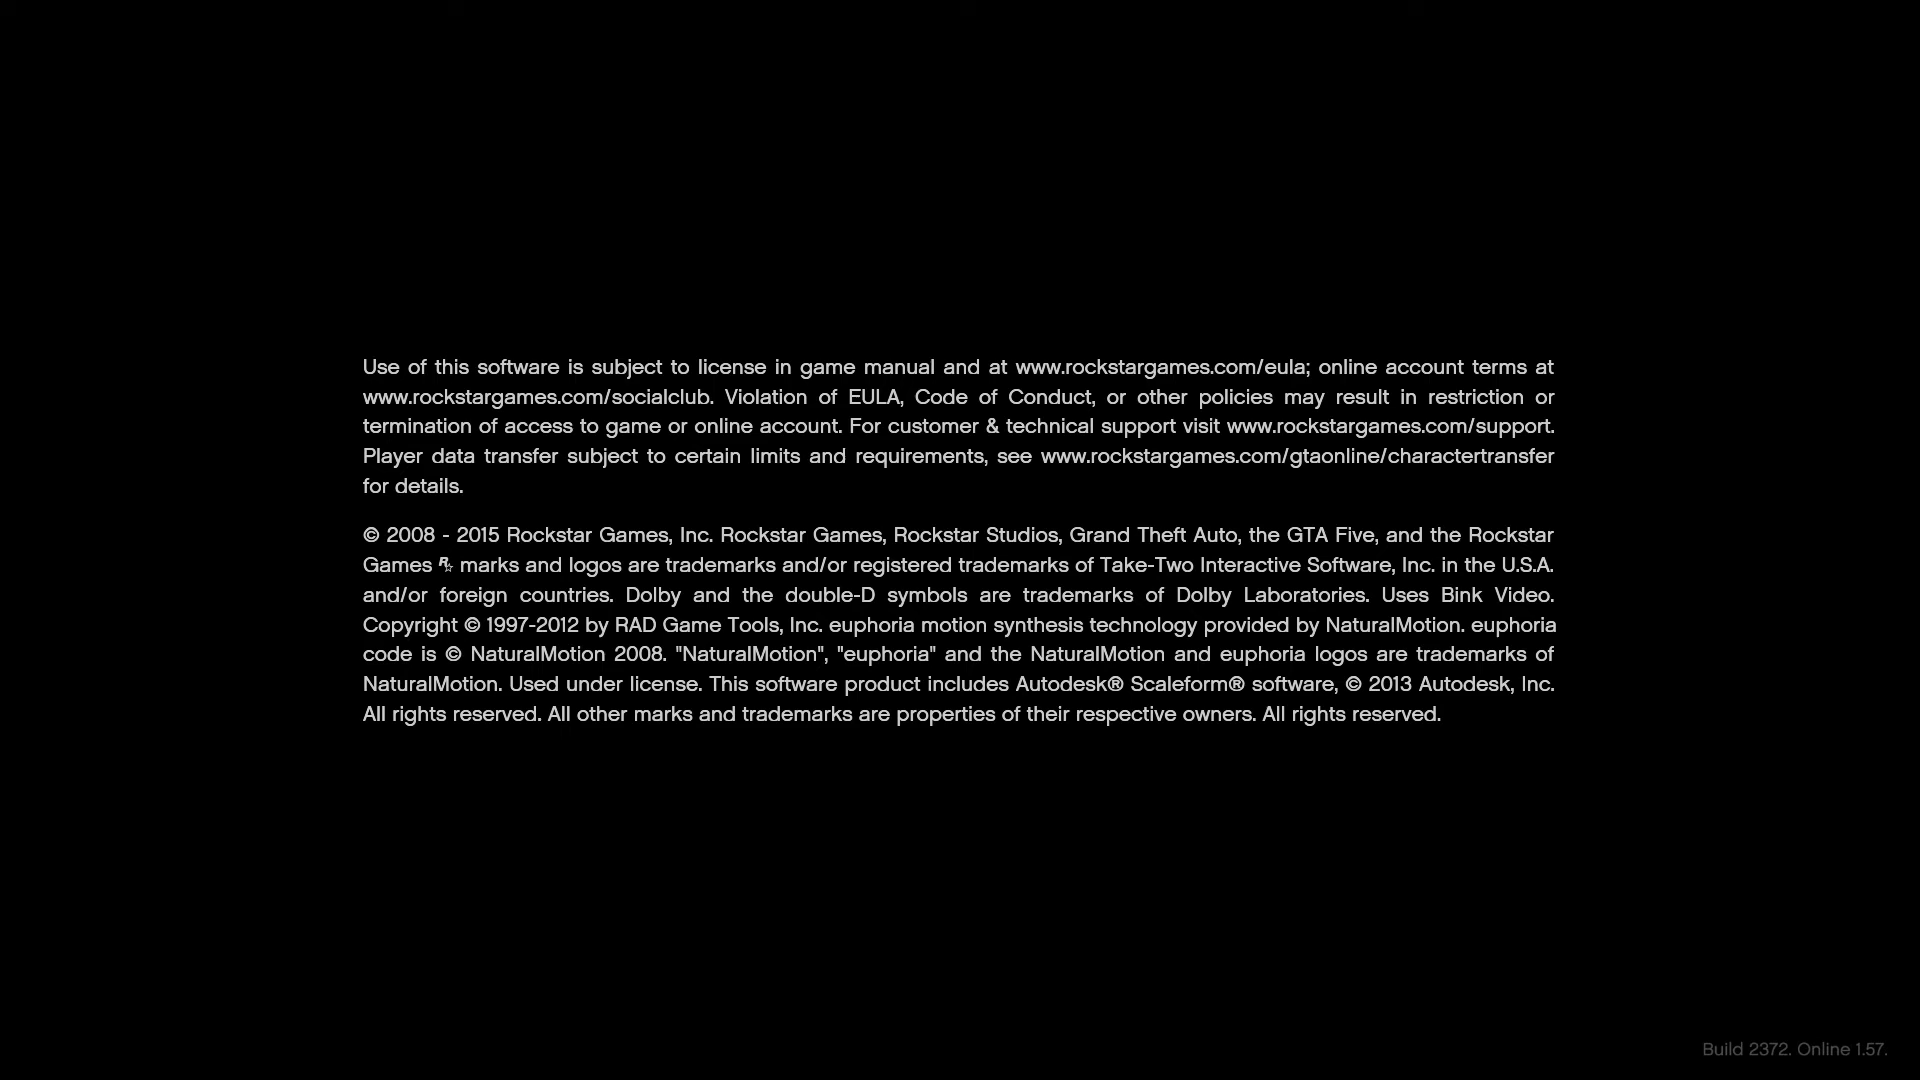 Use of this software is subject to license in game manual and at www.rockstargames.com/eula; online account terms at
www.rockstargames.com/socialclub. Violation of EULA, Code of Conduct, or other policies may result in restriction or
termination of access to game or online account. For customer & technical support visit www.rockstargames.com/support.
Player data transfer subject to certain limits and requirements, see www.rockstargames.com/gtaonline/charactertransfer
for details.
© 2008 - 2015 Rockstar Games, Inc. Rockstar Games, Rockstar Studios, Grand Theft Auto, the GTA Five, and the Rockstar
Games R☆ marks and logos are trademarks and/or registered trademarks of Take-Two Interactive Software, Inc. in the U.S.A.
and/or foreign countries. Dolby and the double-D symbols are trademarks of Dolby Laboratories. Uses Bink Video.
Copyright © 1997-2012 by RAD Game Tools, Inc. euphoria motion synthesis technology provided by NaturalMotion. euphoria
code is © NaturalMotion 2008. "NaturalMotion", "euphoria" and the NaturalMotion and euphoria logos are trademarks of
NaturalMotion. Used under license. This software product includes Autodesk® Scaleform® software, © 2013 Autodesk, Inc.
All rights reserved. All other marks and trademarks are properties of their respective owners. All rights reserved.
Build 2372. Online 1.57.